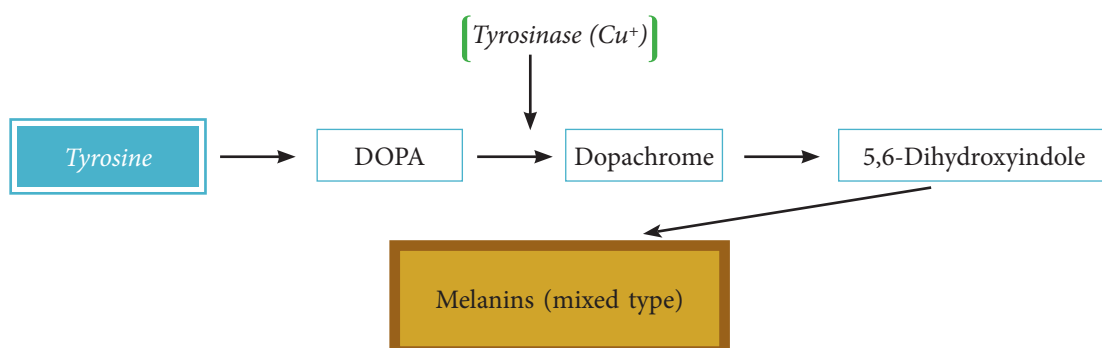 Tyrosinase (Cu⁺)
Tyrosine
DOPA
Dopachrome
5,6-Dihydroxyindole
Melanins (mixed type)